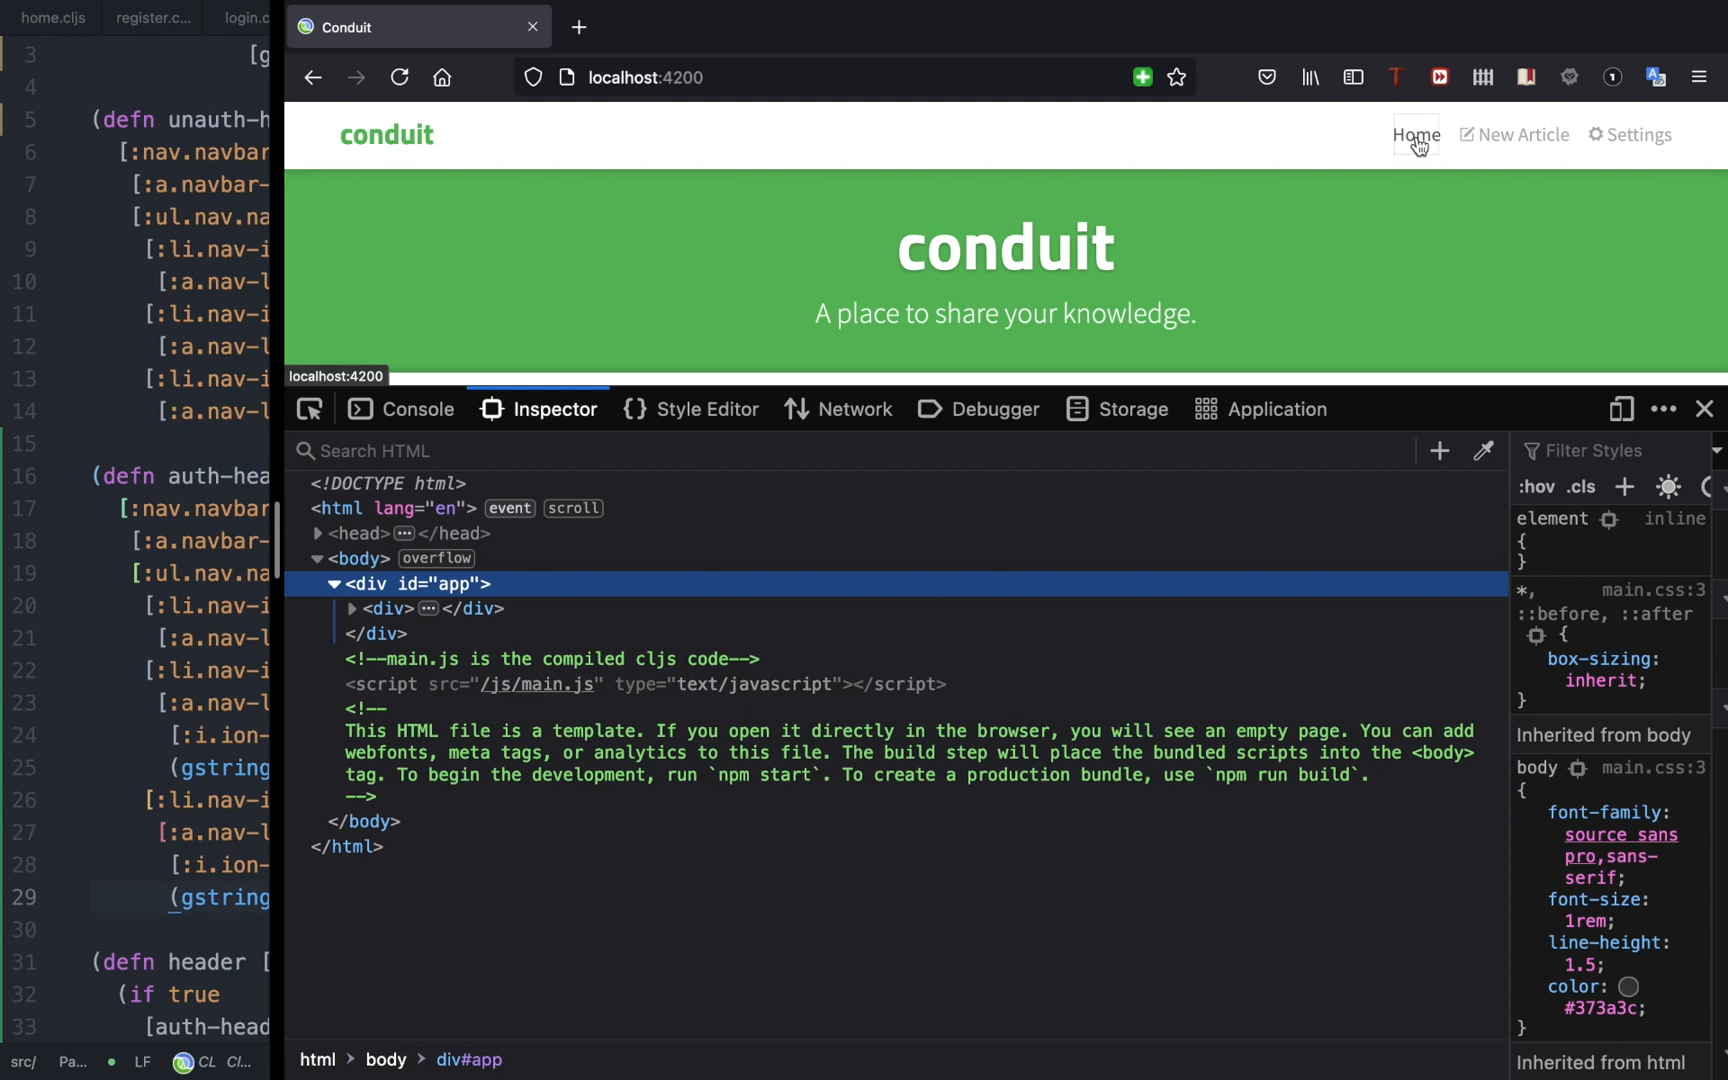 home.cljs register.c... login.c
3 [g
4
5 (defn unauth-h
6 [:nav.navbar
7 [:a.navbar-
8 [:ul.nav.na
9 [:li.nav-i
10 [:a.nav-l
11 [:li.nav-i
12 [:a.nav-l
13 [:li.nav-i
14 [:a.nav-l
15
16 (defn auth-hea
17 [:nav.navbar
18 [:a.navbar-
19 [:ul.nav.na
20 [:li.nav-i
21 [:a.nav-l
22 [:li.nav-i
23 [:a.nav-l
24 [:i.ion-
25 (gstring
26 [:li.nav-i
27 [:a.nav-l
28 [:i.ion-
29 (gstring
30
31 (defn header [
32 (if true
33 [auth-head
src/ Pa... LF CL Cl...
Conduit
localhost:4200
conduit
Home New Article Settings
conduit
A place to share your knowledge.
localhost:4200
Console Inspector {} Style Editor Network Debugger Storage Application
Search HTML
<!DOCTYPE html>
<html lang="en"> event scroll
<head>…</head>
<body> overflow
<div id="app">
<div>…</div>
</div>
<!--main.js is the compiled cljs code-->
<script src="/js/main.js" type="text/javascript"></script>
<!--
This HTML file is a template. If you open it directly in the browser, you will see an empty page. You can add
webfonts, meta tags, or analytics to this file. The build step will place the bundled scripts into the <body>
tag. To begin the development, run `npm start`. To create a production bundle, use `npm run build`.
-->
</body>
</html>
html > body > div#app
Filter Styles
:hov .cls +
element inline
{
}
*, main.css:3
::before, ::after
{
box-sizing:
inherit;
}
Inherited from body
body main.css:3
{
font-family:
source sans
pro,sans-
serif;
font-size:
1rem;
line-height:
1.5;
color:
#373a3c;
}
Inherited from html